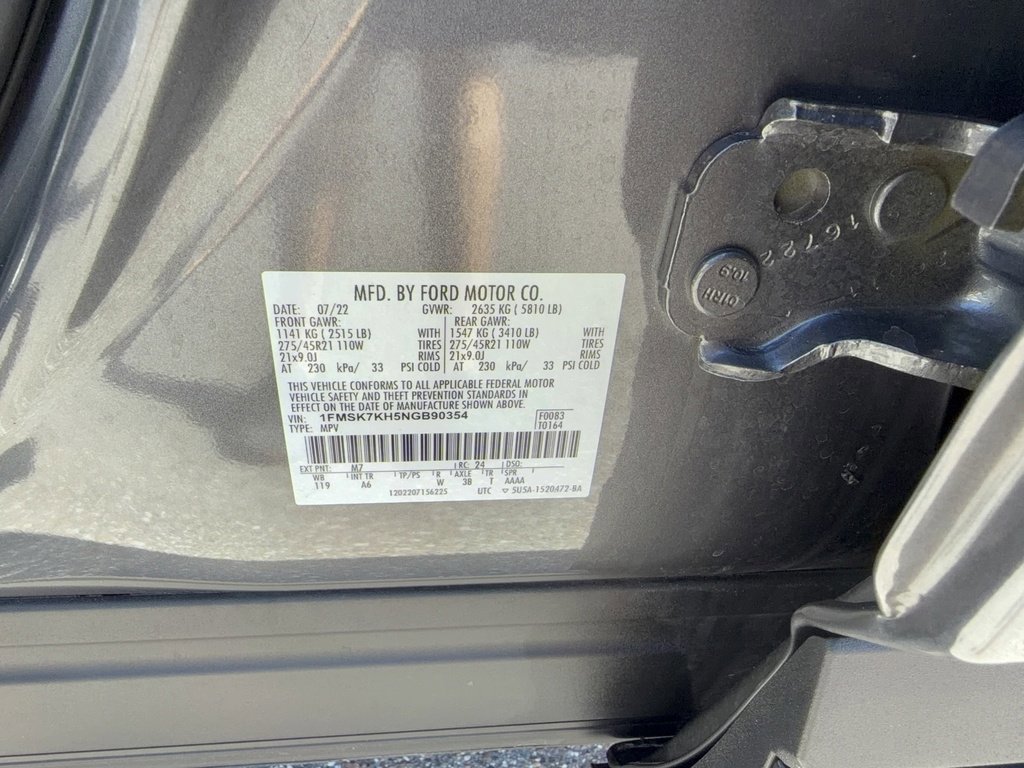 MFD. BY FORD MOTOR CO.
DATE: 07/22 GVWR: 2635 KG ( 5810 LB)
FRONT GAWR: REAR GAWR:
1141 KG ( 2515 LB) WITH 1547 KG ( 3410 LB) WITH
275/45R21 110W TIRES 275/45R21 110W TIRES
21x9.0J RIMS 21x9.0J RIMS
AT 230 kPa/ 33 PSI COLD AT 230 kPa/ 33 PSI COLD
THIS VEHICLE CONFORMS TO ALL APPLICABLE FEDERAL MOTOR
VEHICLE SAFETY AND THEFT PREVENTION STANDARDS IN
EFFECT ON THE DATE OF MANUFACTURE SHOWN ABOVE.
VIN: 1FMSK7KH5NGB90354 F0083
TYPE: MPV T0164
EXT PNT: M7 RC: 24 DSO:
WB INT TR TP/PS R AXLE TR SPR
119 A6 W 3B T AAAA
1202207156225 UTC 5U5A-1520472-BA
16722
CIRH
10.9